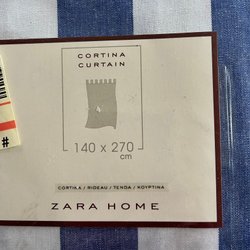 CORTINA
CURTAIN
140 x 270
cm
CORTINA / RIDEAU / TENDA / ΚΟΥΡΤΙΝΑ
ZARA HOME
#